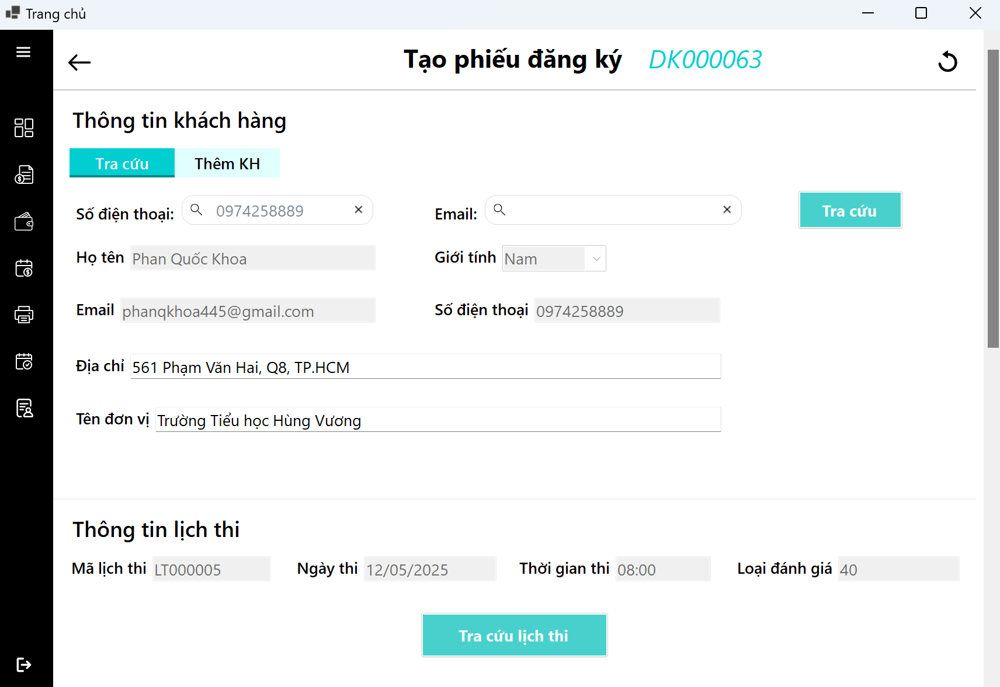 Trang chủ
Tạo phiếu đăng ký DK000063
Thông tin khách hàng
Tra cứu Thêm KH
Số điện thoại: 0974258889 Email: Tra cứu
Họ tên Phan Quốc Khoa Giới tính Nam
Email phanqkhoa445@gmail.com Số điện thoại 0974258889
Địa chỉ 561 Phạm Văn Hai, Q8, TP.HCM
Tên đơn vị Trường Tiểu học Hùng Vương
Thông tin lịch thi
Mã lịch thi LT000005 Ngày thi 12/05/2025 Thời gian thi 08:00 Loại đánh giá 40
Tra cứu lịch thi